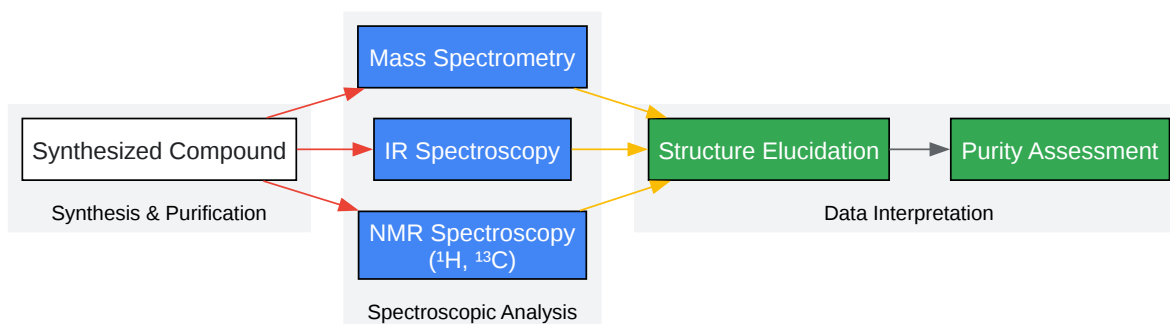 Synthesized Compound
Synthesis & Purification
Mass Spectrometry
IR Spectroscopy
NMR Spectroscopy
(¹H, ¹³C)
Spectroscopic Analysis
Structure Elucidation
Purity Assessment
Data Interpretation